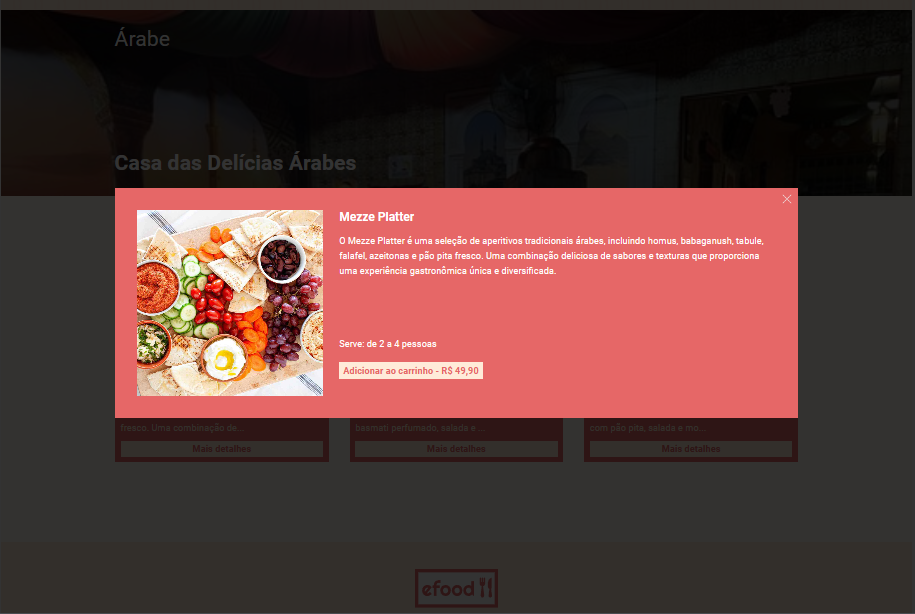 Árabe
Casa das Delícias Árabes
Mezze Platter
O Mezze Platter é uma seleção de aperitivos tradicionais árabes, incluindo homus, babaganush, tabule,
falafel, azeitonas e pão pita fresco. Uma combinação deliciosa de sabores e texturas que proporciona
uma experiência gastronômica única e diversificada.
Serve: de 2 a 4 pessoas
Adicionar ao carrinho - R$ 49,90
fresco. Uma combinação de...
Mais detalhes
basmati perfumado, salada e ...
Mais detalhes
com pão pita, salada e mo...
Mais detalhes
efood